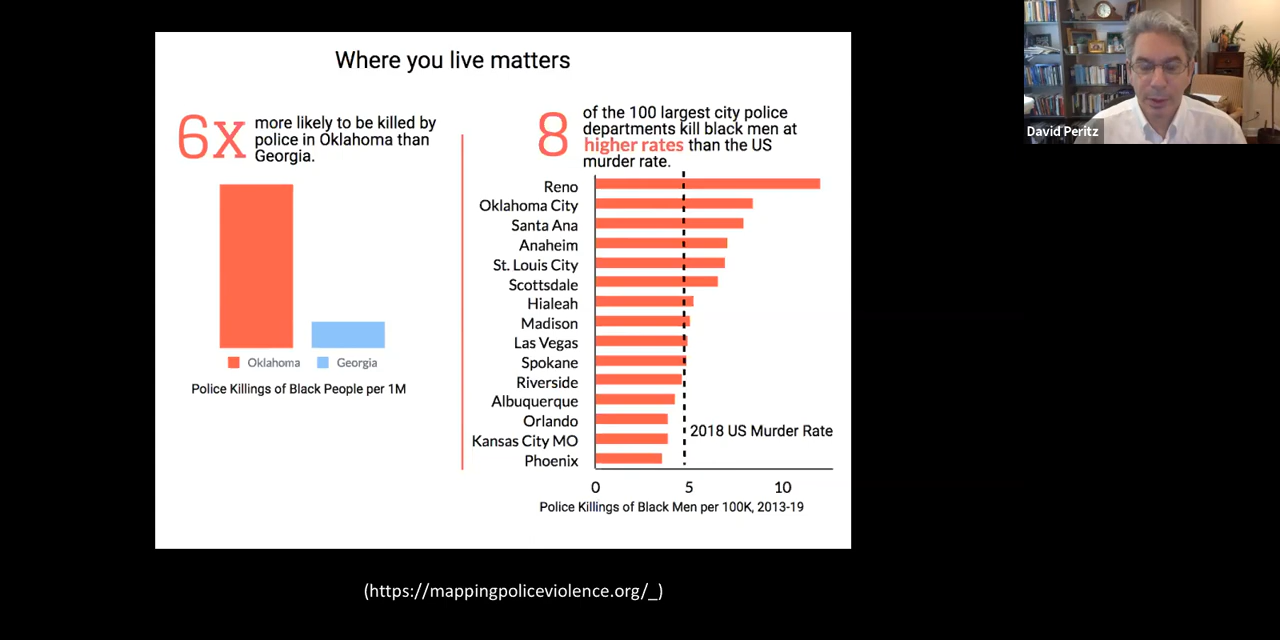 Where you live matters
6x
more likely to be killed by
police in Oklahoma than
Georgia.
Oklahoma
Georgia
Police Killings of Black People per 1M
8
of the 100 largest city police
departments kill black men at
higher rates than the US
murder rate.
Reno
Oklahoma City
Santa Ana
Anaheim
St. Louis City
Scottsdale
Hialeah
Madison
Las Vegas
Spokane
Riverside
Albuquerque
Orlando
Kansas City MO
Phoenix
2018 US Murder Rate
0 5 10
Police Killings of Black Men per 100K, 2013-19
(https://mappingpoliceviolence.org/_)
David Peritz